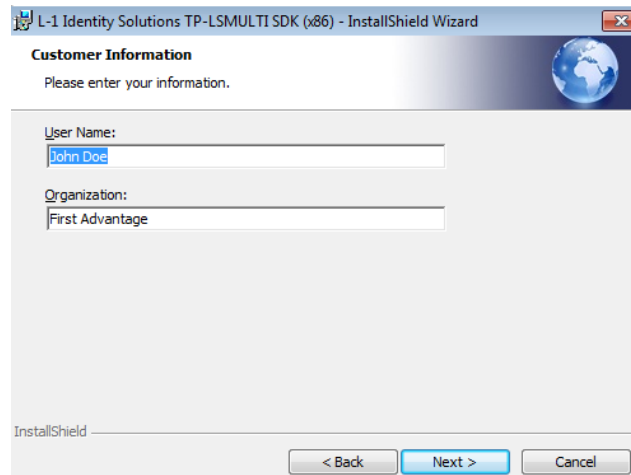 L-1 Identity Solutions TP-LSMULTI SDK (x86) - InstallShield Wizard
Customer Information
Please enter your information.
User Name:
John Doe
Organization:
First Advantage
InstallShield
< Back
Next >
Cancel